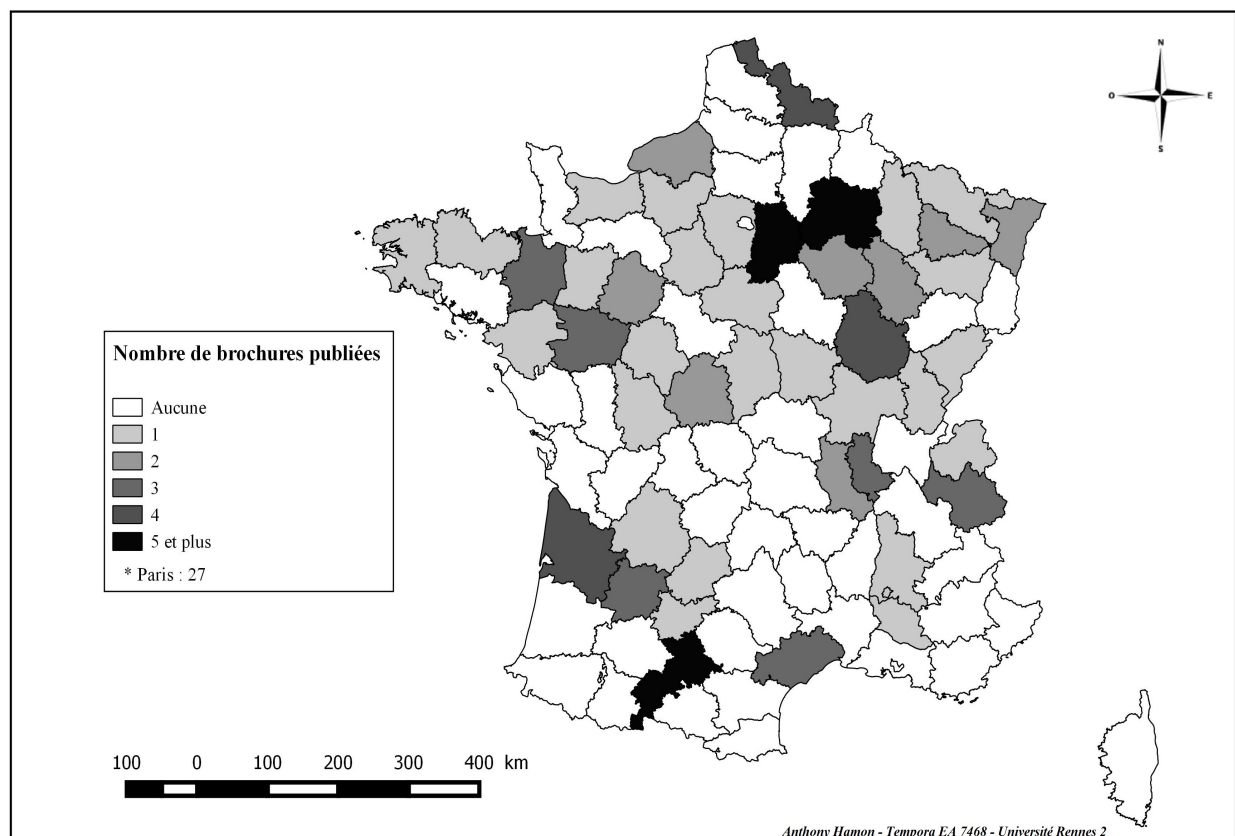 N
O E
S
Nombre de brochures publiées
Aucune
1
2
3
4
5 et plus
* Paris : 27
100 0 100 200 300 400 km
Anthony Hamon - Tempora EA 7468 - Université Rennes 2